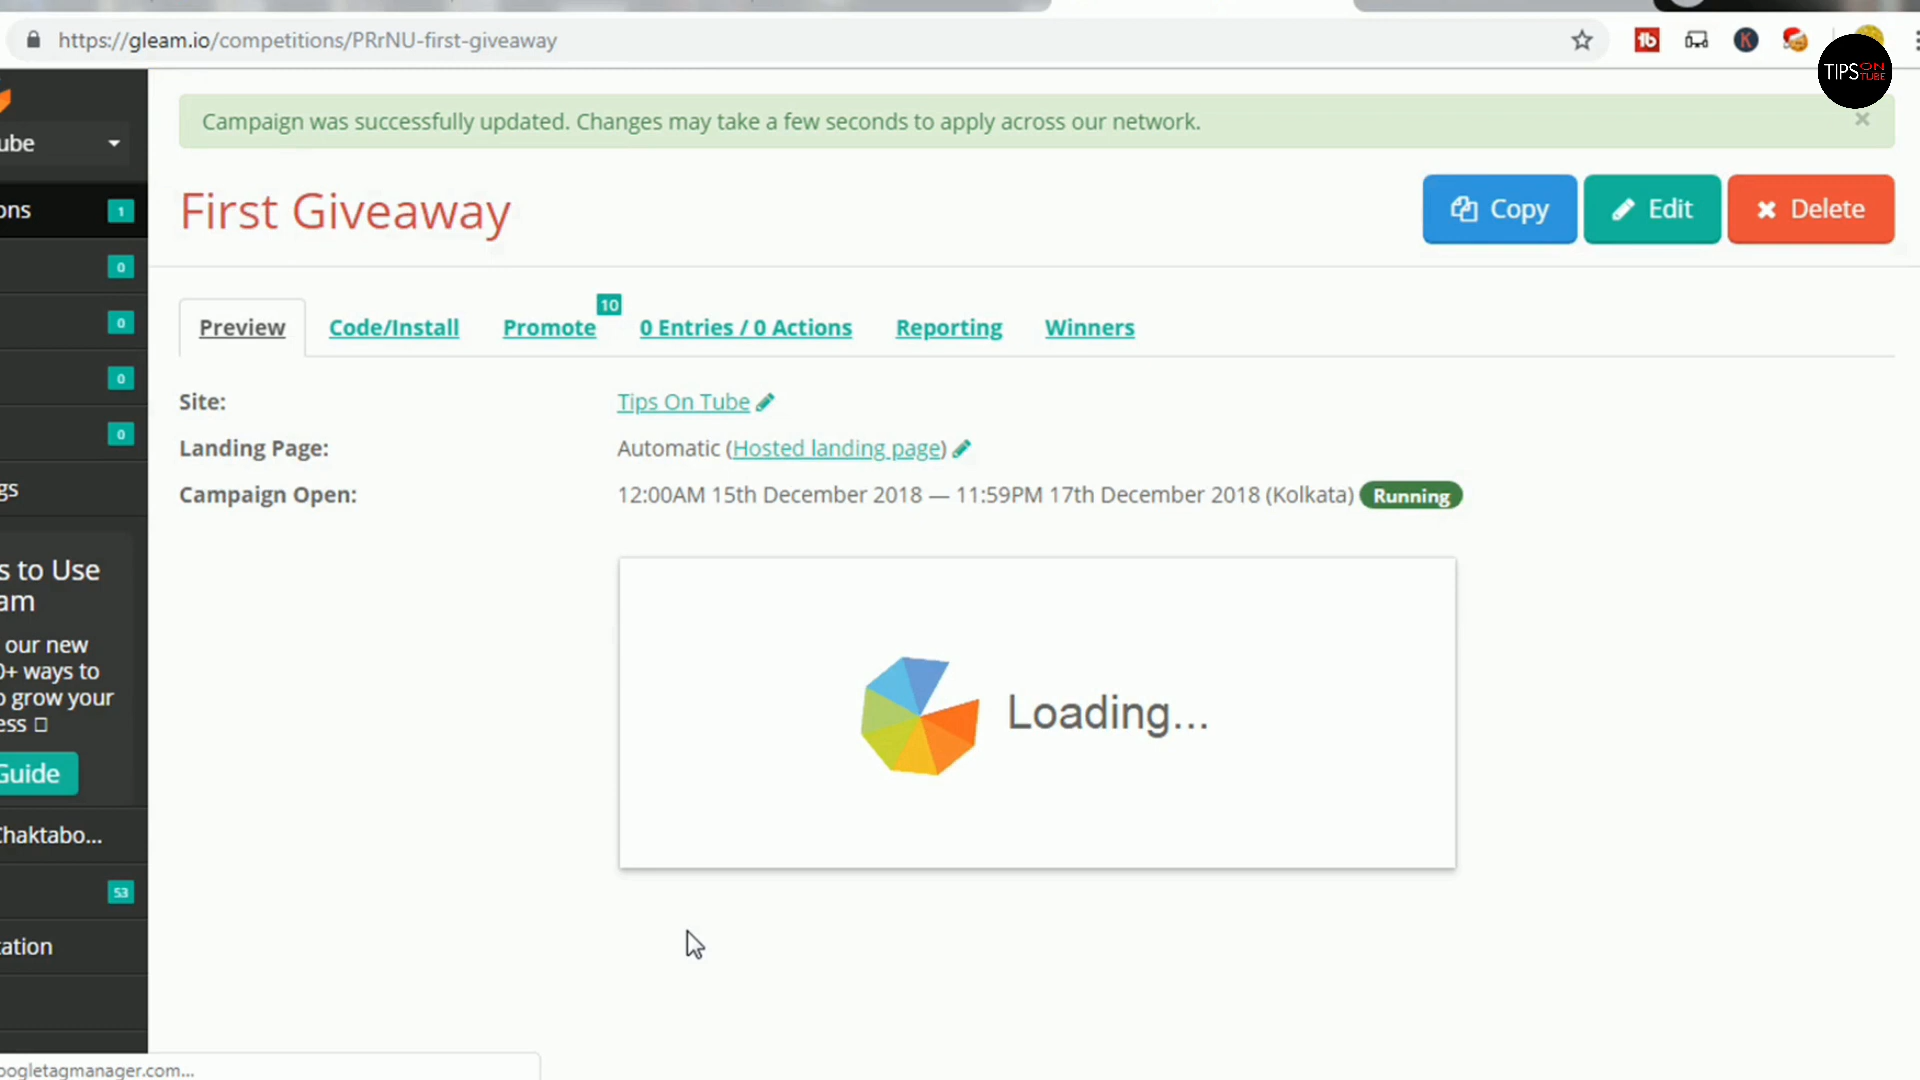 https://gleam.io/competitions/PRrNU-first-giveaway
TIPS ON TUBE
Campaign was successfully updated. Changes may take a few seconds to apply across our network.
ube
First Giveaway
Copy
Edit
Delete
ons 1
0
0
0
0
gs
s to Use
am
our new
0+ ways to
o grow your
ess
Guide
Chaktabo...
53
tation
Preview
Code/Install
Promote 10
0 Entries / 0 Actions
Reporting
Winners
Site: Tips On Tube
Landing Page: Automatic (Hosted landing page)
Campaign Open: 12:00AM 15th December 2018 — 11:59PM 17th December 2018 (Kolkata) Running
Loading...
oogletagmanager.com...